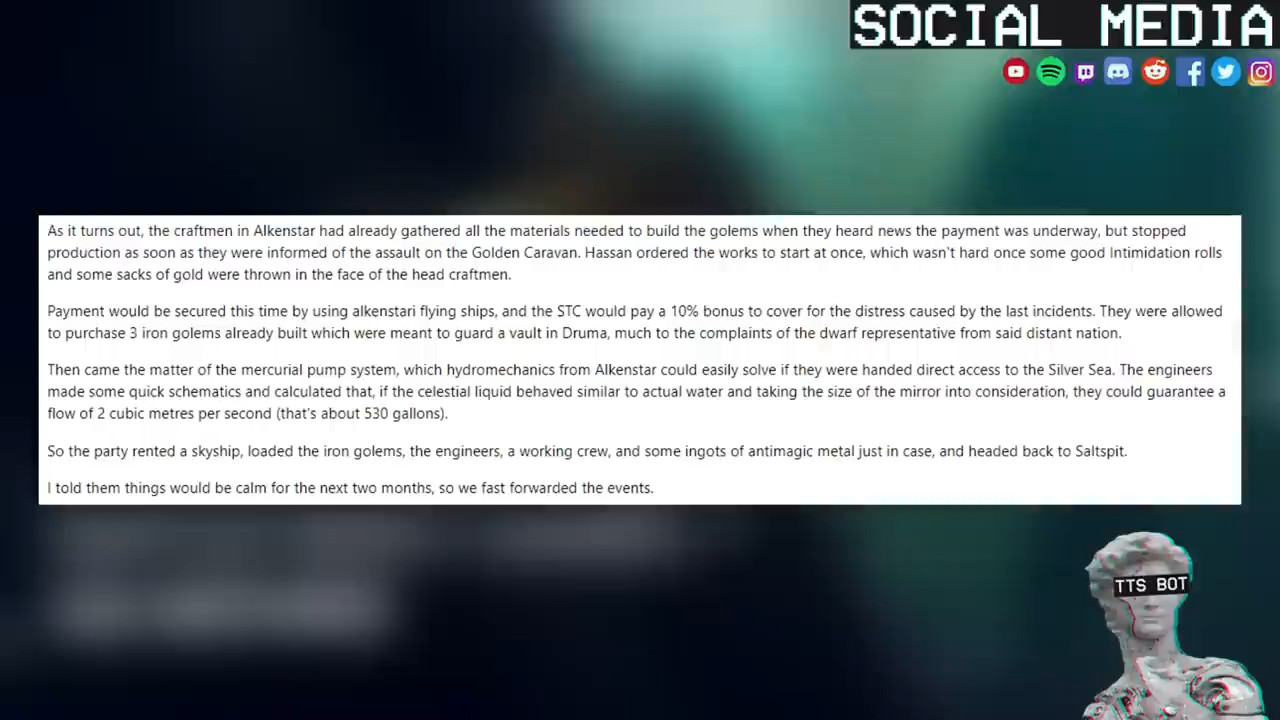 SOCIAL MEDIA
As it turns out, the craftmen in Alkenstar had already gathered all the materials needed to build the golems when they heard news the payment was underway, but stopped
production as soon as they were informed of the assault on the Golden Caravan. Hassan ordered the works to start at once, which wasn't hard once some good Intimidation rolls
and some sacks of gold were thrown in the face of the head craftmen.
Payment would be secured this time by using alkenstari flying ships, and the STC would pay a 10% bonus to cover for the distress caused by the last incidents. They were allowed
to purchase 3 iron golems already built which were meant to guard a vault in Druma, much to the complaints of the dwarf representative from said distant nation.
Then came the matter of the mercurial pump system, which hydromechanics from Alkenstar could easily solve if they were handed direct access to the Silver Sea. The engineers
made some quick schematics and calculated that, if the celestial liquid behaved similar to actual water and taking the size of the mirror into consideration, they could guarantee a
flow of 2 cubic metres per second (that's about 530 gallons).
So the party rented a skyship, loaded the iron golems, the engineers, a working crew, and some ingots of antimagic metal just in case, and headed back to Saltspit.
I told them things would be calm for the next two months, so we fast forwarded the events.
TTS BOT